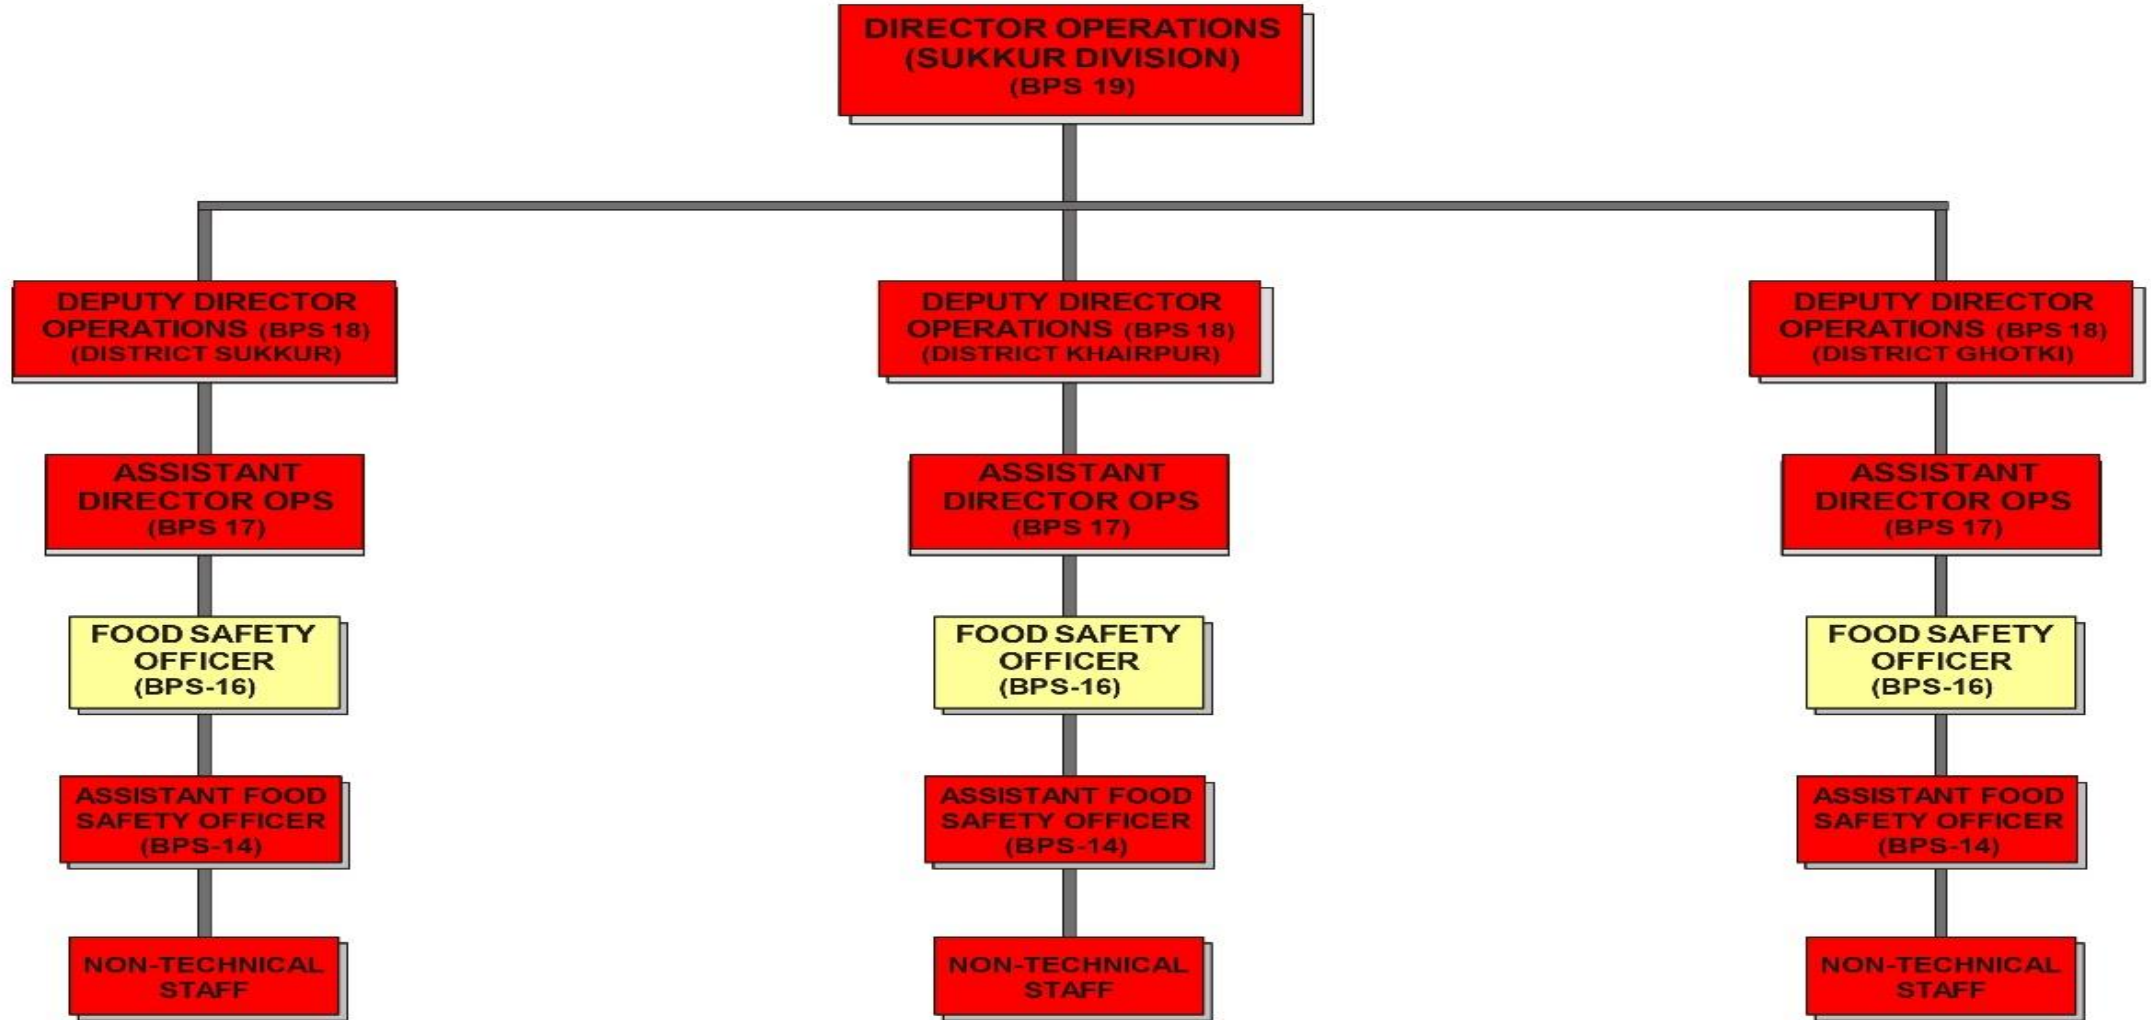 DIRECTOR OPERATIONS
(SUKKUR DIVISION)
(BPS 19)
DEPUTY DIRECTOR
OPERATIONS (BPS 18)
(DISTRICT SUKKUR)
DEPUTY DIRECTOR
OPERATIONS (BPS 18)
(DISTRICT KHAIRPUR)
DEPUTY DIRECTOR
OPERATIONS (BPS 18)
(DISTRICT GHOTKI)
ASSISTANT
DIRECTOR OPS
(BPS 17)
ASSISTANT
DIRECTOR OPS
(BPS 17)
ASSISTANT
DIRECTOR OPS
(BPS 17)
FOOD SAFETY
OFFICER
(BPS-16)
FOOD SAFETY
OFFICER
(BPS-16)
FOOD SAFETY
OFFICER
(BPS-16)
ASSISTANT FOOD
SAFETY OFFICER
(BPS-14)
ASSISTANT FOOD
SAFETY OFFICER
(BPS-14)
ASSISTANT FOOD
SAFETY OFFICER
(BPS-14)
NON-TECHNICAL
STAFF
NON-TECHNICAL
STAFF
NON-TECHNICAL
STAFF